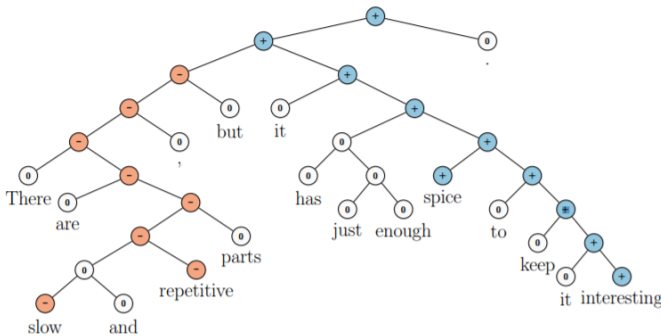 +
+ 0
.
- +
- 0 0 +
but it
- 0 0 +
,
0 - 0 0 + +
There has spice
0 - 0 0 0
are just enough to
- 0 0 +
parts keep
0 - 0 +
repetitive it interesting
- 0
slow and